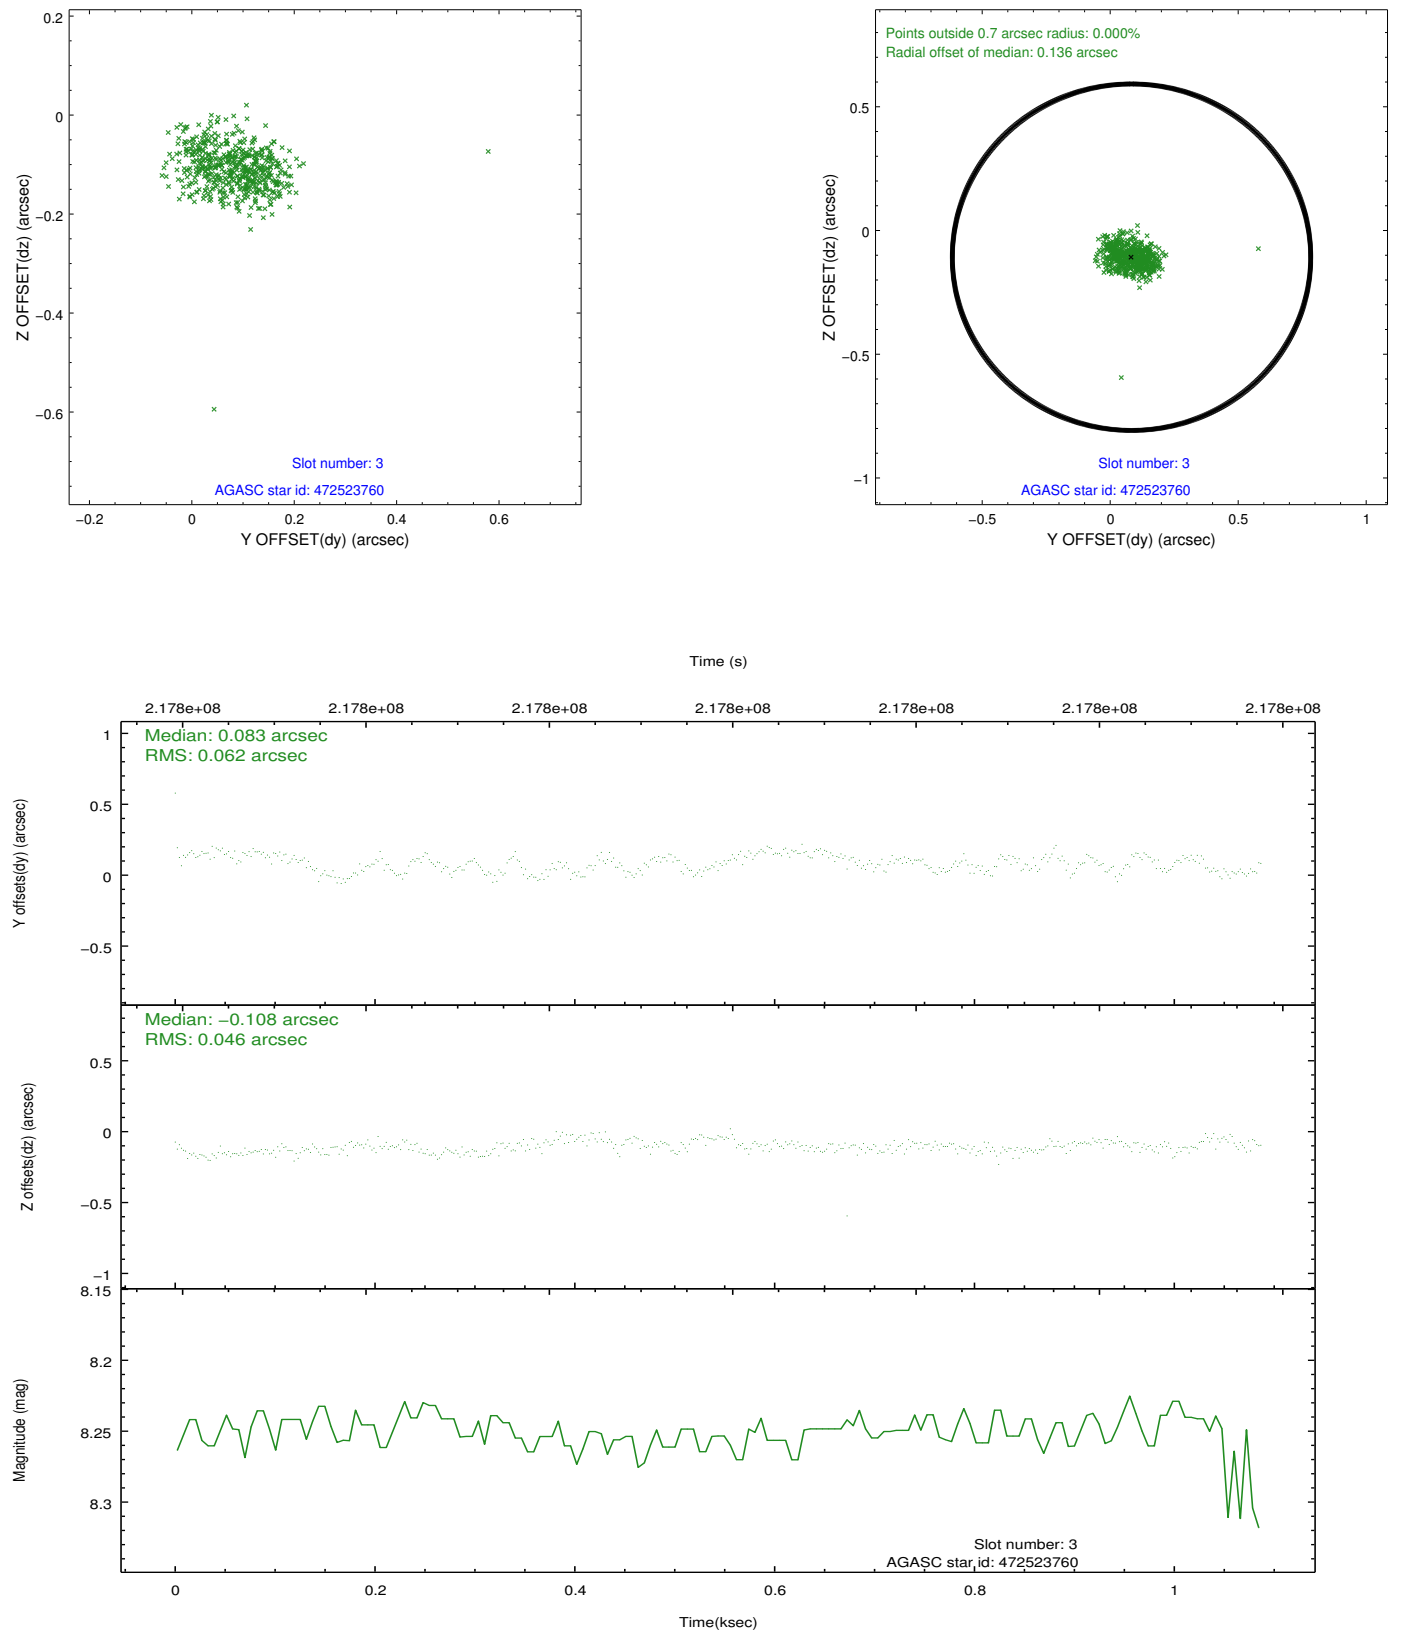 0.2
0
−0.2
−0.4
−0.6
Z OFFSET(dz) (arcsec)
Slot number: 3
AGASC star id: 472523760
−0.2 0 0.2 0.4 0.6
Y OFFSET(dy) (arcsec)
Points outside 0.7 arcsec radius: 0.000%
Radial offset of median: 0.136 arcsec
0.5
0
−0.5
−1
Z OFFSET(dz) (arcsec)
Slot number: 3
AGASC star id: 472523760
−0.5 0 0.5 1
Y OFFSET(dy) (arcsec)
Time (s)
2.178e+08 2.178e+08 2.178e+08 2.178e+08 2.178e+08 2.178e+08 2.178e+08
Median: 0.083 arcsec
RMS: 0.062 arcsec
1
0.5
0
−0.5
Y offsets(dy) (arcsec)
Median: −0.108 arcsec
RMS: 0.046 arcsec
0.5
0
−0.5
−1
Z offsets(dz) (arcsec)
8.15
8.2
8.25
8.3
Magnitude (mag)
Slot number: 3
AGASC star id: 472523760
0 0.2 0.4 0.6 0.8 1
Time(ksec)